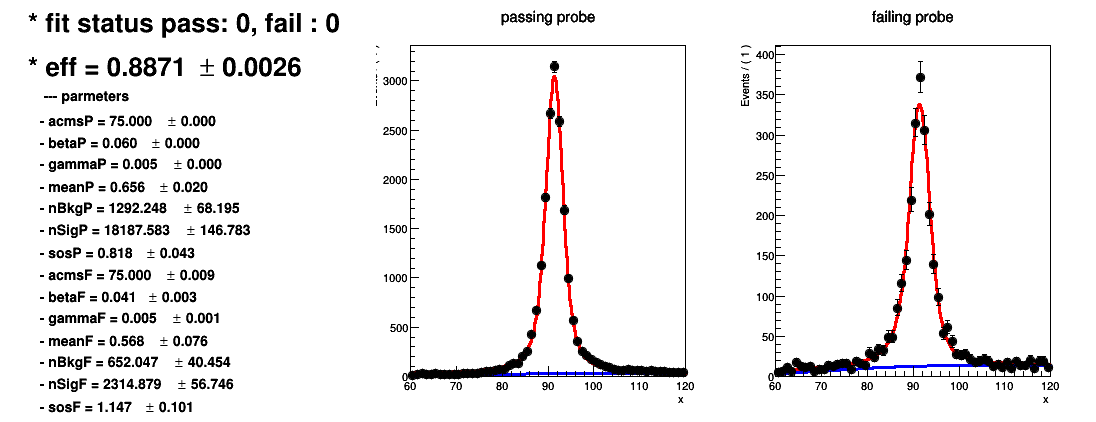 * fit status pass: 0, fail : 0
* eff = 0.8871 ± 0.0026
--- parmeters
- acmsP = 75.000 ± 0.000
- betaP = 0.060 ± 0.000
- gammaP = 0.005 ± 0.000
- meanP = 0.656 ± 0.020
- nBkgP = 1292.248 ± 68.195
- nSigP = 18187.583 ± 146.783
- sosP = 0.818 ± 0.043
- acmsF = 75.000 ± 0.009
- betaF = 0.041 ± 0.003
- gammaF = 0.005 ± 0.001
- meanF = 0.568 ± 0.076
- nBkgF = 652.047 ± 40.454
- nSigF = 2314.879 ± 56.746
- sosF = 1.147 ± 0.101
passing probe
3000
2500
2000
1500
1000
500
0
60 70 80 90 100 110 120
x
failing probe
Events / ( 1 )
400
350
300
250
200
150
100
50
0
60 70 80 90 100 110 120
x